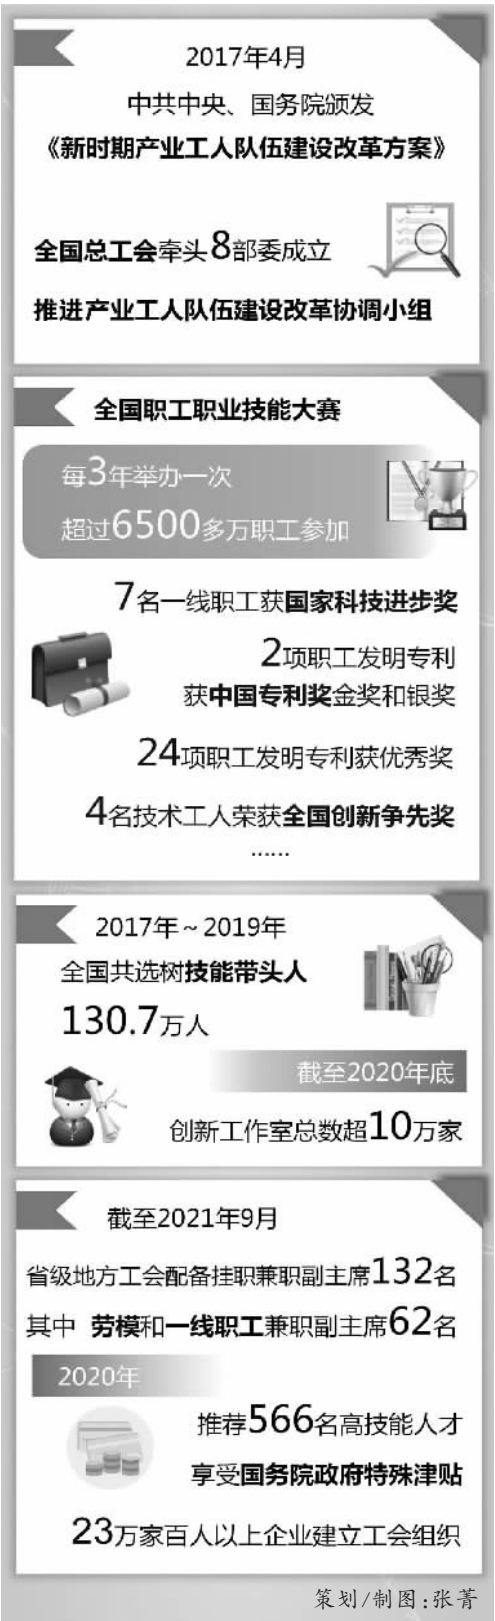 2017年4月
中共中央、国务院颁发
《新时期产业工人队伍建设改革方案》
全国总工会牵头8部委成立
推进产业工人队伍建设改革协调小组
全国职工职业技能大赛
每3年举办一次
超过6500多万职工参加
7名一线职工获国家科技进步奖
2项职工发明专利
获中国专利奖金奖和银奖
24项职工发明专利获优秀奖
4名技术工人荣获全国创新争先奖
……
2017年~2019年
全国共选树技能带头人
130.7万人
截至2020年底
创新工作室总数超10万家
截至2021年9月
省级地方工会配备挂职兼职副主席132名
其中 劳模和一线职工兼职副主席62名
2020年
推荐566名高技能人才
享受国务院政府特殊津贴
23万家百人以上企业建立工会组织
策划/制图:张菁